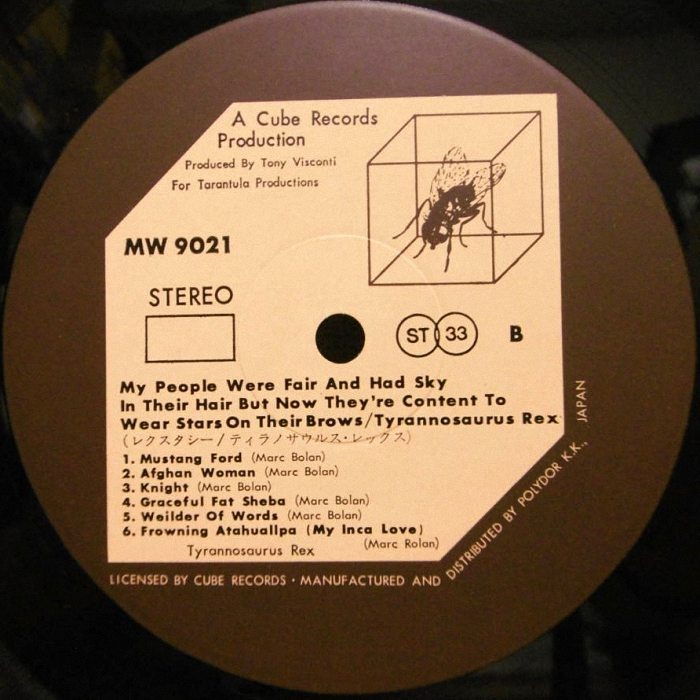 A Cube Records
Production
Produced By Tony Visconti
For Tarantula Productions
MW 9021
STEREO
ST 33 B
My People Were Fair And Had Sky
In Their Hair But Now They're Content To
Wear Stars On Their Brows/Tyrannosaurus Rex
(レクスタシー/ティラノザウルス・レックス)
1. Mustang Ford (Marc Bolan)
2. Afghan Woman (Marc Bolan)
3. Knight (Marc Bolan)
4. Graceful Fat Sheba (Marc Bolan)
5. Weilder Of Words (Marc Bolan)
6. Frowning Atahuallpa (My Inca Love)
(Marc Rolan)
Tyrannosaurus Rex
LICENSED BY CUBE RECORDS · MANUFACTURED AND DISTRIBUTED BY POLYDOR K.K., JAPAN